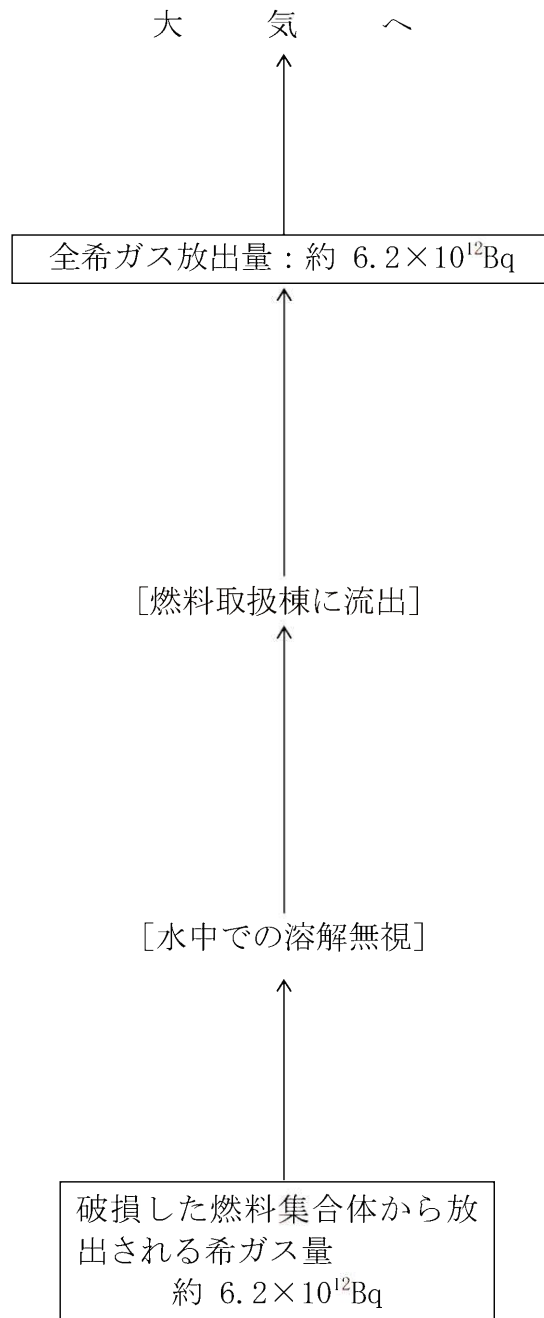 大気へ
全希ガス放出量：約 6.2×10¹²Bq
[燃料取扱棟に流出]
[水中での溶解無視]
破損した燃料集合体から放
出される希ガス量
約 6.2×10¹²Bq